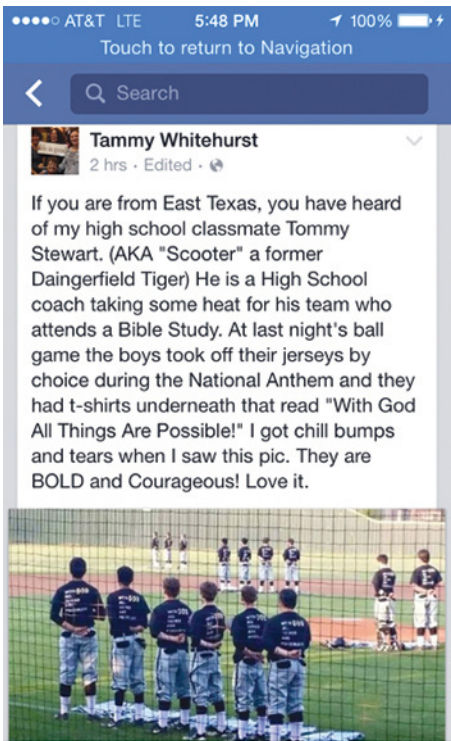 AT&T LTE 5:48 PM 100%
Touch to return to Navigation
Search
Tammy Whitehurst
2 hrs · Edited ·
If you are from East Texas, you have heard
of my high school classmate Tommy
Stewart. (AKA "Scooter" a former
Daingerfield Tiger) He is a High School
coach taking some heat for his team who
attends a Bible Study. At last night's ball
game the boys took off their jerseys by
choice during the National Anthem and they
had t-shirts underneath that read "With God
All Things Are Possible!" I got chill bumps
and tears when I saw this pic. They are
BOLD and Courageous! Love it.